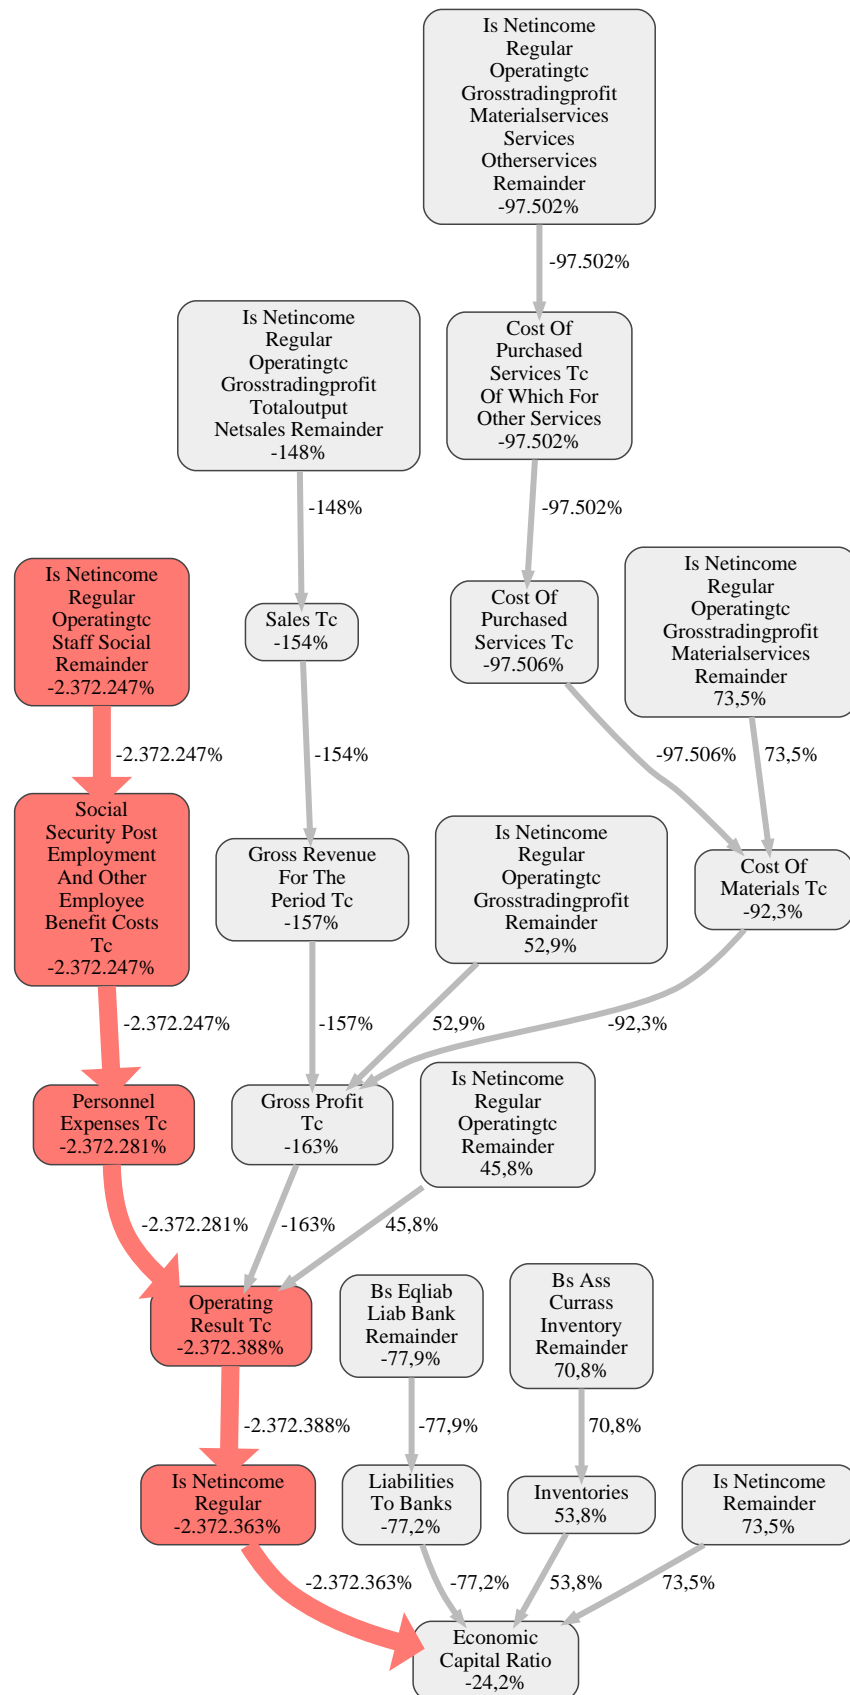 Is Netincome
Regular
Operatingtc
Grosstradingprofit
Materialservices
Services
Otherservices
Remainder
-97.502%
-97.502%
Is Netincome
Regular
Operatingtc
Grosstradingprofit
Totaloutput
Netsales Remainder
-148%
Cost Of
Purchased
Services Tc
Of Which For
Other Services
-97.502%
-148%
-97.502%
Is Netincome
Regular
Operatingtc
Staff Social
Remainder
-2.372.247%
Sales Tc
-154%
Cost Of
Purchased
Services Tc
-97.506%
Is Netincome
Regular
Operatingtc
Grosstradingprofit
Materialservices
Remainder
73,5%
-2.372.247%
-154%
-97.506%
73,5%
Social
Security Post
Employment
And Other
Employee
Benefit Costs
Tc
-2.372.247%
Gross Revenue
For The
Period Tc
-157%
Is Netincome
Regular
Operatingtc
Grosstradingprofit
Remainder
52,9%
Cost Of
Materials Tc
-92,3%
-2.372.247%
-157%
52,9%
-92,3%
Personnel
Expenses Tc
-2.372.281%
Gross Profit
Tc
-163%
Is Netincome
Regular
Operatingtc
Remainder
45,8%
-2.372.281%
-163%
45,8%
Operating
Result Tc
-2.372.388%
Bs Eqliab
Liab Bank
Remainder
-77,9%
Bs Ass
Currass
Inventory
Remainder
70,8%
-2.372.388%
-77,9%
70,8%
Is Netincome
Regular
-2.372.363%
Liabilities
To Banks
-77,2%
Inventories
53,8%
Is Netincome
Remainder
73,5%
-2.372.363%
-77,2%
53,8%
73,5%
Economic
Capital Ratio
-24,2%